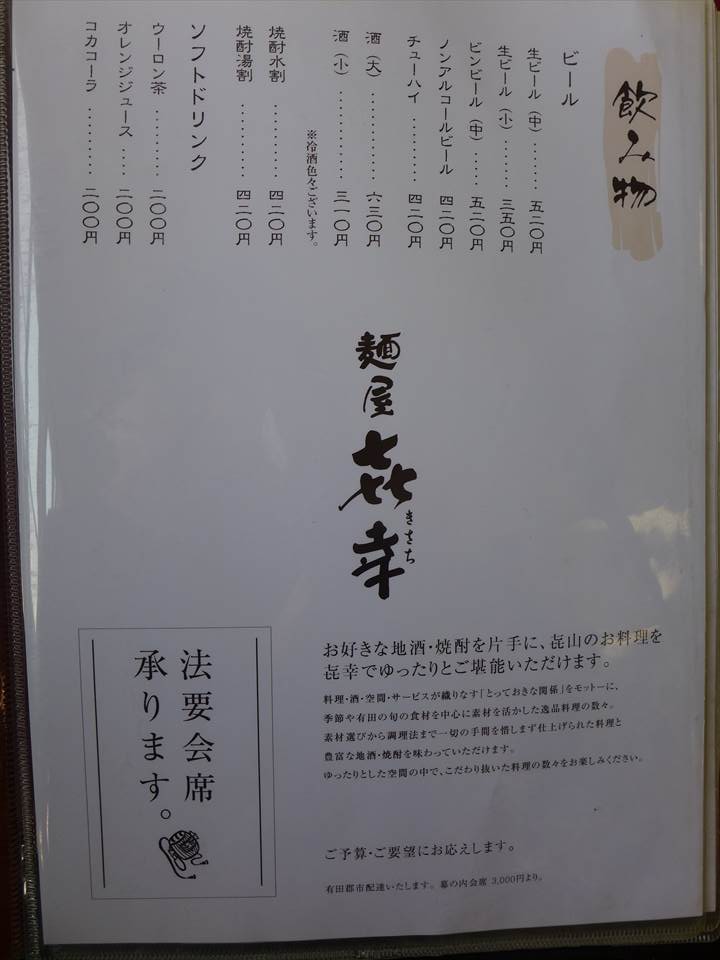 飲み物
ビール
生ビール（中）……. 五二〇円
生ビール（小）……. 三五〇円
ビンビール（中）….. 五二〇円
ノンアルコールビール 四二〇円
チューハイ ………. 四二〇円
酒（大）………… 六三〇円
酒（小）………… 三一〇円
※冷酒色々ございます。
焼酎水割 ………. 四二〇円
焼酎湯割 ………. 四二〇円
ソフトドリンク
ウーロン茶 ………. 二〇〇円
オレンジジュース …. 二〇〇円
コカコーラ ………. 二〇〇円
麺屋
㐂幸
きさち
お好きな地酒・焼酎を片手に、㐂山のお料理を
㐂幸でゆったりとご堪能いただけます。
料理・酒・空間・サービスが織りなす「とっておきな関係」をモットーに、
季節や有田の旬の食材を中心に素材を活かした逸品料理の数々。
素材選びから調理法まで一切の手間を惜しまず仕上げられた料理と
豊富な地酒・焼酎を味わっていただけます。
ゆったりとした空間の中で、こだわり抜いた料理の数々をお楽しみください。
ご予算・ご要望にお応えします。
有田郡市配達いたします。幕の内会席 3,000円より。
法要会席
承ります。